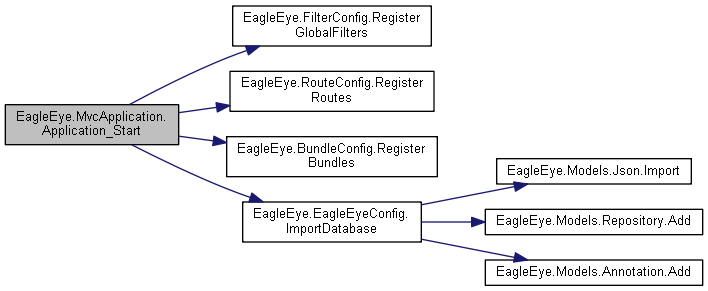 EagleEye.FilterConfig.Register
GlobalFilters
EagleEye.RouteConfig.Register
Routes
EagleEye.MvcApplication.
Application_Start
EagleEye.BundleConfig.Register
Bundles
EagleEye.Models.Json.Import
EagleEye.EagleEyeConfig.
ImportDatabase
EagleEye.Models.Repository.Add
EagleEye.Models.Annotation.Add